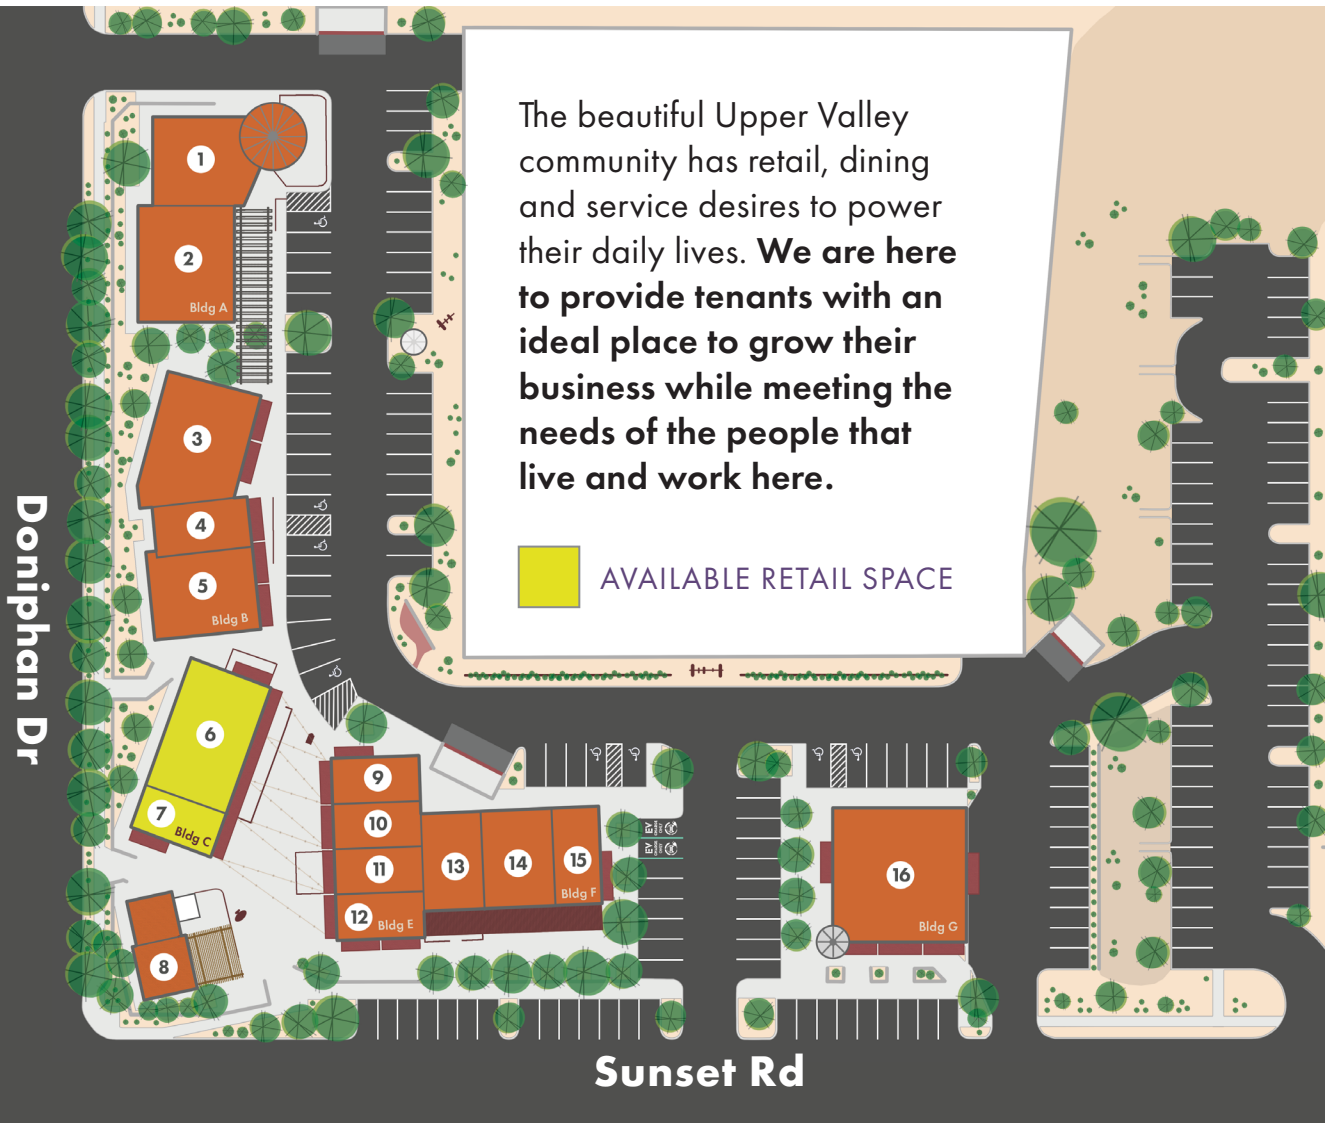 The beautiful Upper Valley
community has retail, dining
and service desires to power
their daily lives. We are here
to provide tenants with an
ideal place to grow their
business while meeting the
needs of the people that
live and work here.
AVAILABLE RETAIL SPACE
1
2
Bldg A
3
4
5
Bldg B
6
7
Bldg C
8
9
10
11
12
Bldg E
13
14
15
Bldg F
EV
EV
16
Bldg G
Doniphan Dr
Sunset Rd